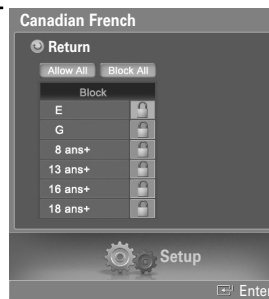 Canadian French
Return
Allow All Block All
Block
E
G
8 ans+
13 ans+
16 ans+
18 ans+
Setup
Enter